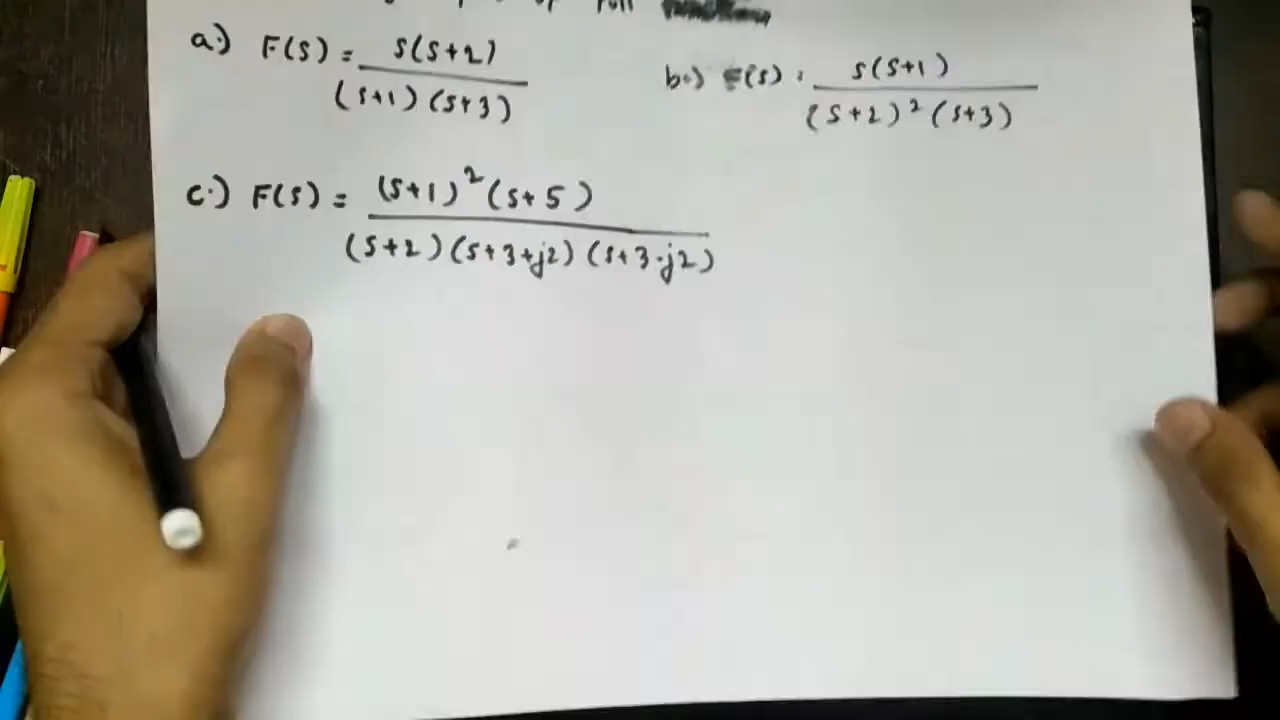 a.) F(s) = s(s+2) / (s+1)(s+3)
b.) F(s) : s(s+1) / (s+2)² (s+3)
c.) F(s) = (s+1)² (s+5) / (s+2)(s+3+j2)(s+3-j2)